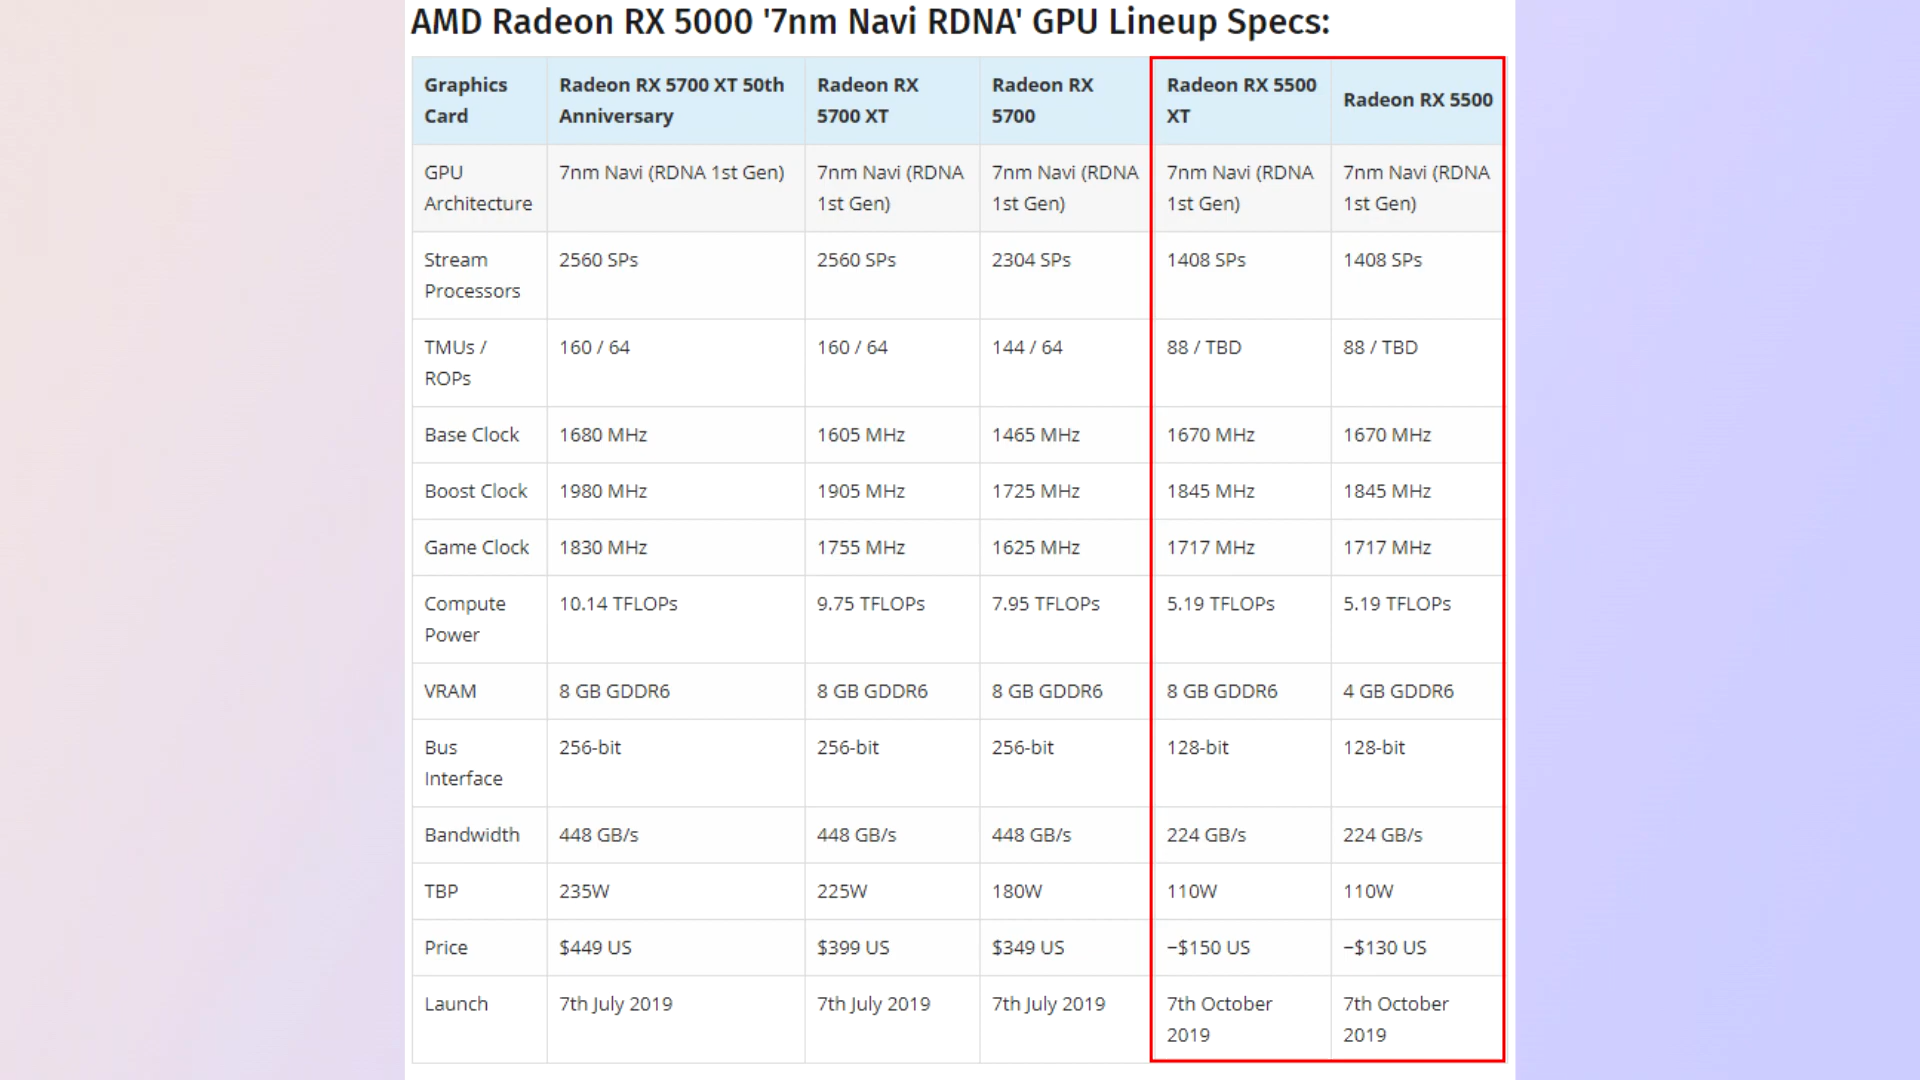 AMD Radeon RX 5000 '7nm Navi RDNA' GPU Lineup Specs:
Graphics Card Radeon RX 5700 XT 50th Anniversary Radeon RX 5700 XT Radeon RX 5700 Radeon RX 5500 XT Radeon RX 5500
GPU Architecture 7nm Navi (RDNA 1st Gen) 7nm Navi (RDNA 1st Gen) 7nm Navi (RDNA 1st Gen) 7nm Navi (RDNA 1st Gen) 7nm Navi (RDNA 1st Gen)
Stream Processors 2560 SPs 2560 SPs 2304 SPs 1408 SPs 1408 SPs
TMUs / ROPs 160 / 64 160 / 64 144 / 64 88 / TBD 88 / TBD
Base Clock 1680 MHz 1605 MHz 1465 MHz 1670 MHz 1670 MHz
Boost Clock 1980 MHz 1905 MHz 1725 MHz 1845 MHz 1845 MHz
Game Clock 1830 MHz 1755 MHz 1625 MHz 1717 MHz 1717 MHz
Compute Power 10.14 TFLOPs 9.75 TFLOPs 7.95 TFLOPs 5.19 TFLOPs 5.19 TFLOPs
VRAM 8 GB GDDR6 8 GB GDDR6 8 GB GDDR6 8 GB GDDR6 4 GB GDDR6
Bus Interface 256-bit 256-bit 256-bit 128-bit 128-bit
Bandwidth 448 GB/s 448 GB/s 448 GB/s 224 GB/s 224 GB/s
TBP 235W 225W 180W 110W 110W
Price $449 US $399 US $349 US ~$150 US ~$130 US
Launch 7th July 2019 7th July 2019 7th July 2019 7th October 2019 7th October 2019